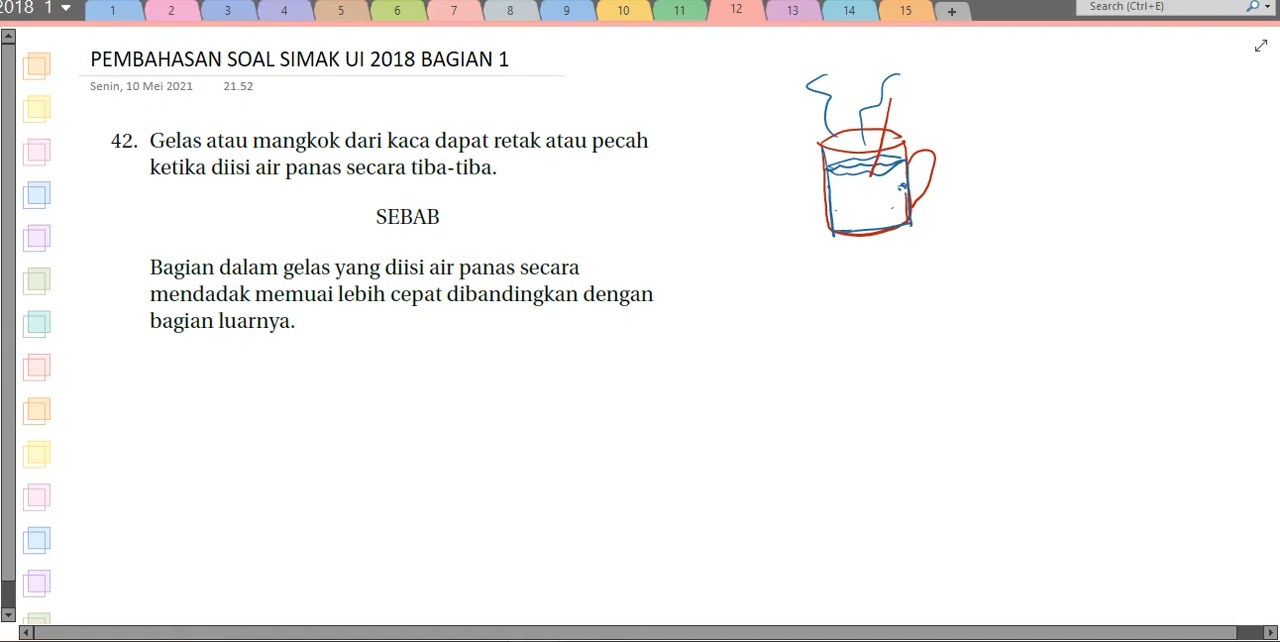 2018 1
1 2 3 4 5 6 7 8 9 10 11 12 13 14 15 +
Search (Ctrl+E)
PEMBAHASAN SOAL SIMAK UI 2018 BAGIAN 1
Senin, 10 Mei 2021 21.52
42. Gelas atau mangkok dari kaca dapat retak atau pecah
ketika diisi air panas secara tiba-tiba.
SEBAB
Bagian dalam gelas yang diisi air panas secara
mendadak memuai lebih cepat dibandingkan dengan
bagian luarnya.